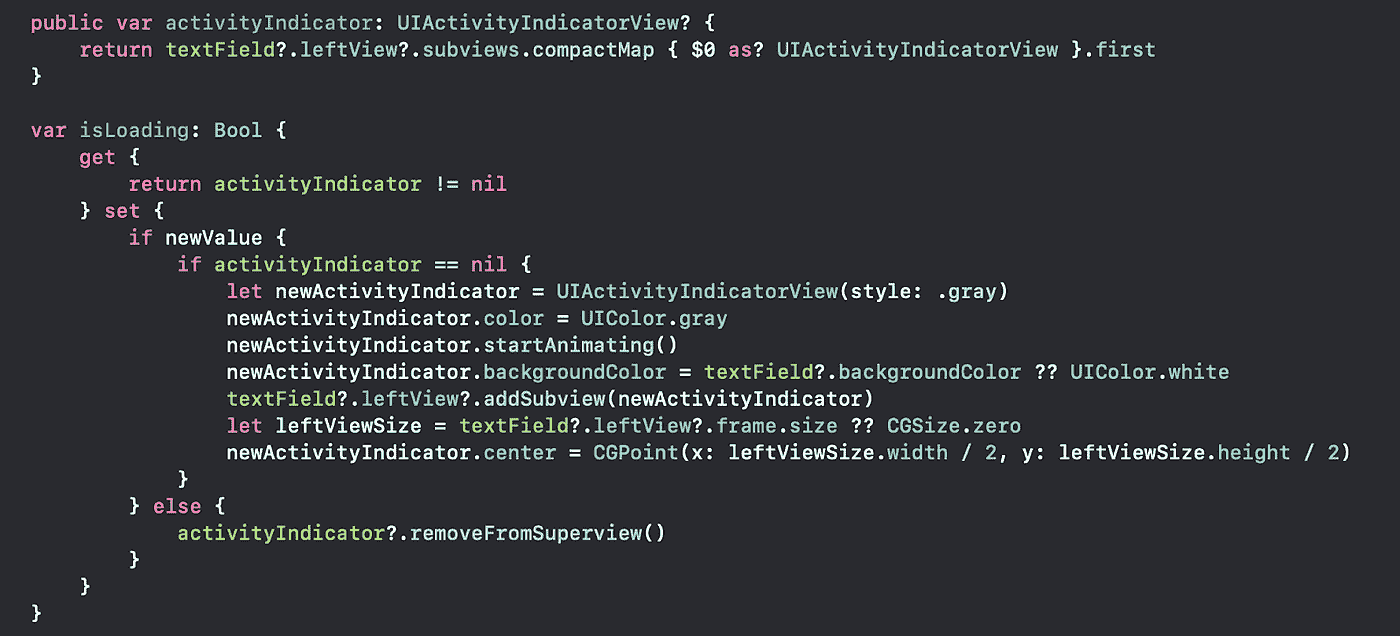 public var activityIndicator: UIActivityIndicatorView? {
    return textField?.leftView?.subviews.compactMap { $0 as? UIActivityIndicatorView }.first
}

var isLoading: Bool {
    get {
        return activityIndicator != nil
    } set {
        if newValue {
            if activityIndicator == nil {
                let newActivityIndicator = UIActivityIndicatorView(style: .gray)
                newActivityIndicator.color = UIColor.gray
                newActivityIndicator.startAnimating()
                newActivityIndicator.backgroundColor = textField?.backgroundColor ?? UIColor.white
                textField?.leftView?.addSubview(newActivityIndicator)
                let leftViewSize = textField?.leftView?.frame.size ?? CGSize.zero
                newActivityIndicator.center = CGPoint(x: leftViewSize.width / 2, y: leftViewSize.height / 2)
            }
        } else {
            activityIndicator?.removeFromSuperview()
        }
    }
}